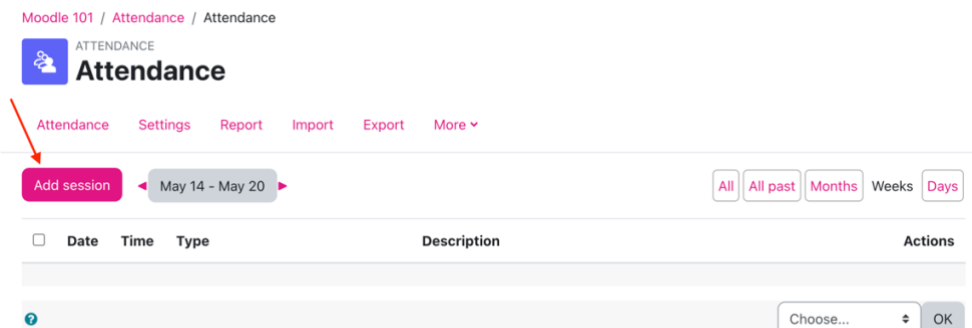 Moodle 101 / Attendance / Attendance
ATTENDANCE
Attendance
Attendance Settings Report Import Export More
Add session ◄ May 14 - May 20 ► All All past Months Weeks Days
Date Time Type Description Actions
? Choose... OK